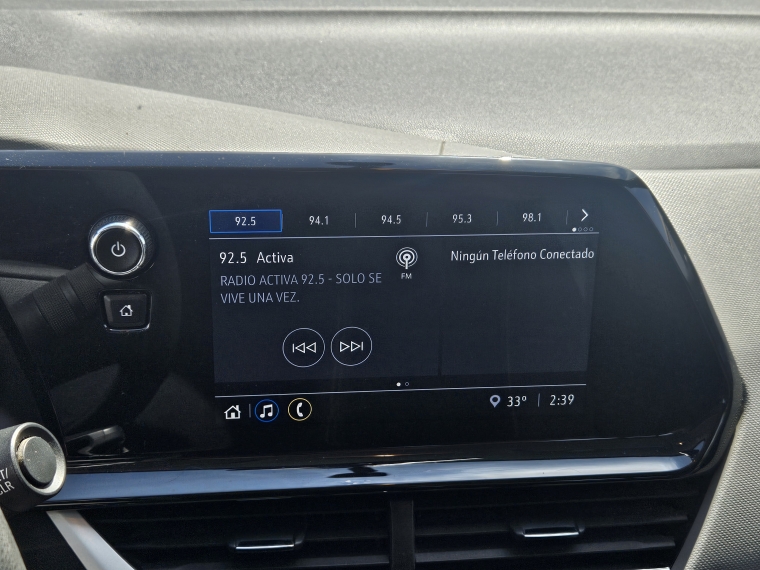 92.5 94.1 94.5 95.3 98.1
92.5 Activa
FM
Ningún Teléfono Conectado
RADIO ACTIVA 92.5 - SOLO SE
VIVE UNA VEZ.
33° 2:39
CLR